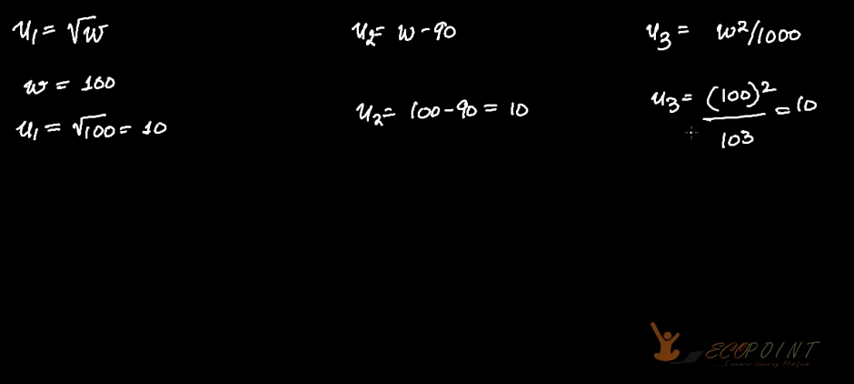 u₁ = √w
u₂ = w - 90
u₃ = w²/1000
w = 100
u₁ = √100 = 10
u₂ = 100 - 90 = 10
u₃ = (100)² / 10³ = 10
ECOPOINT